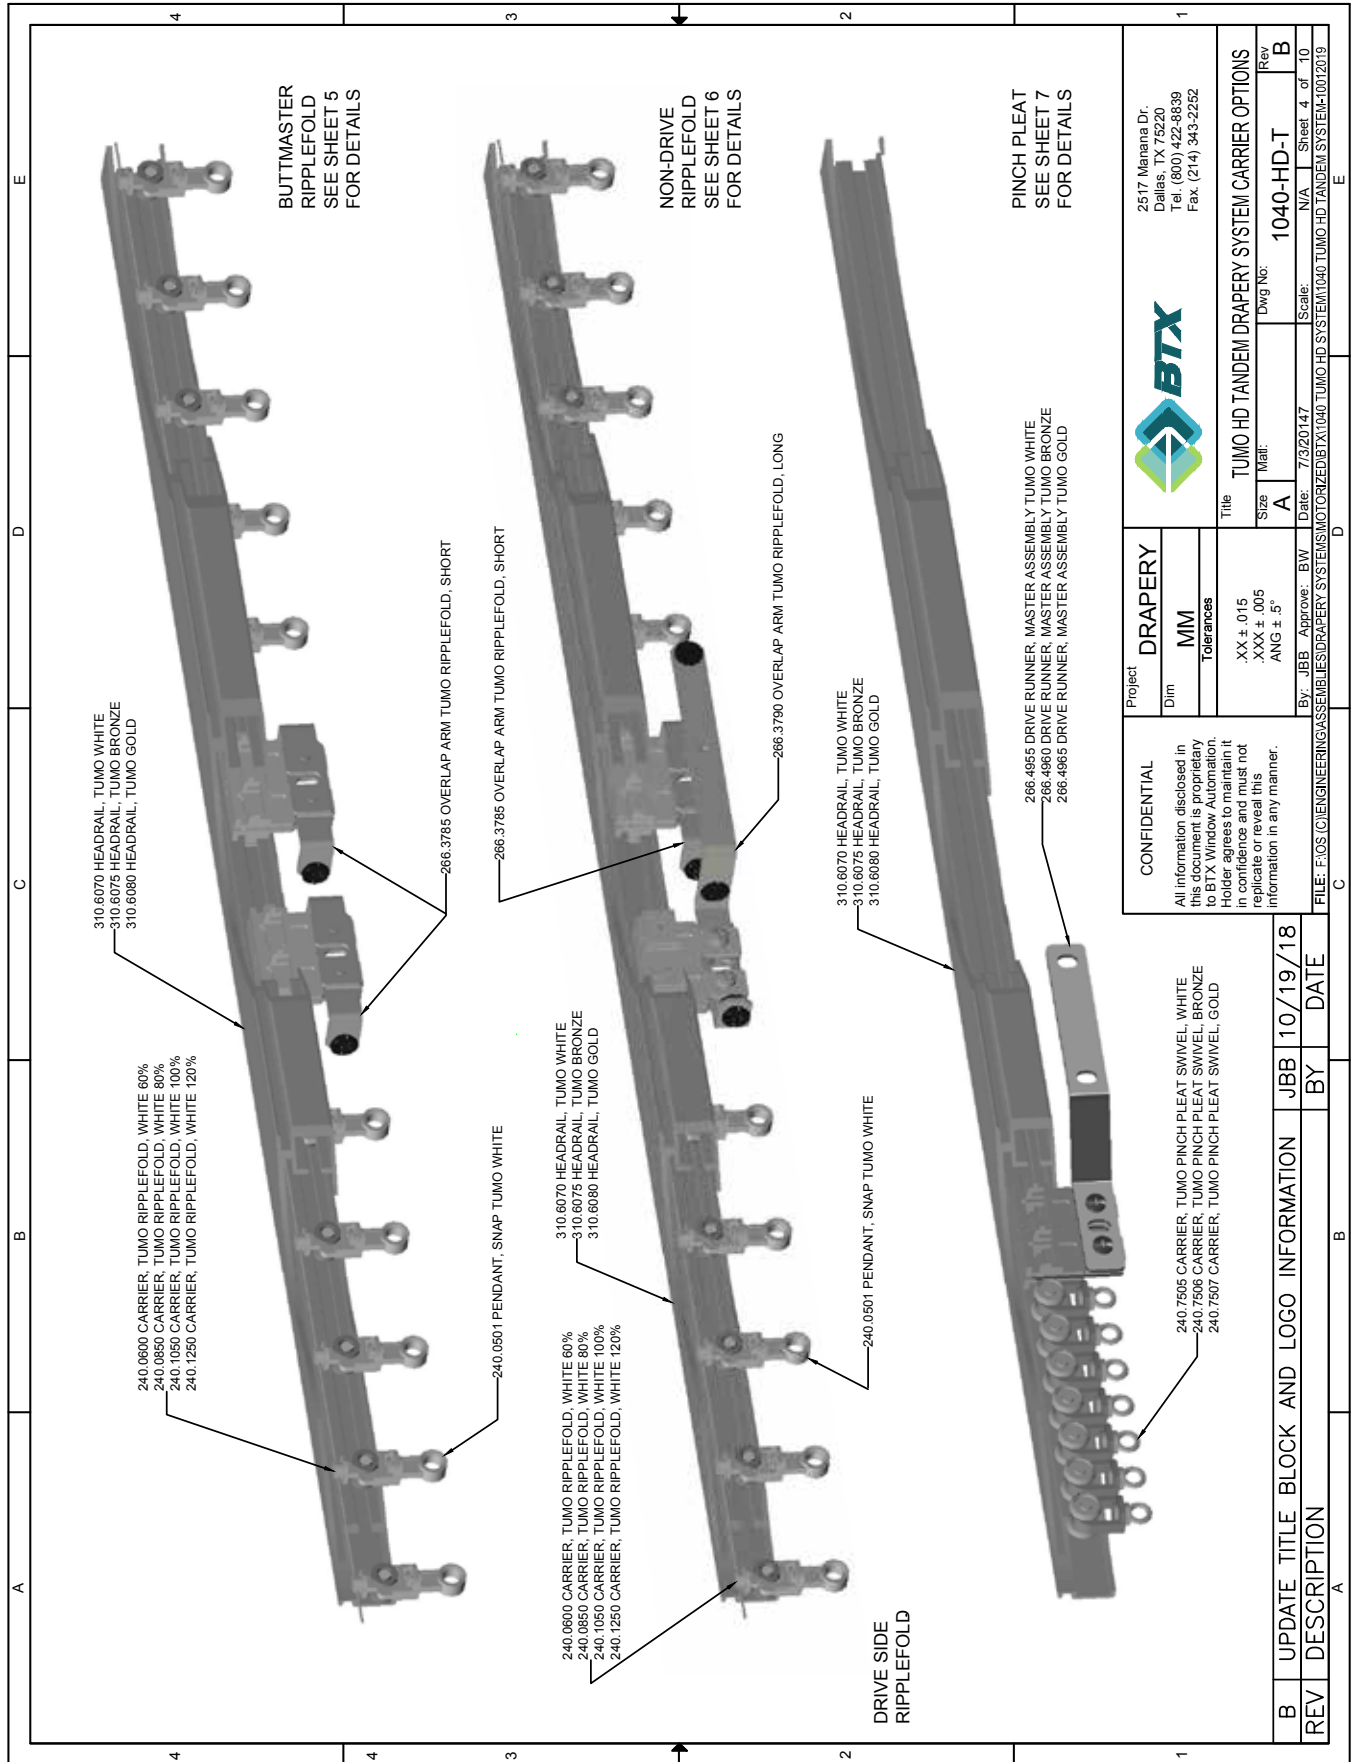 A
B
C
D
E
4
3
2
1
4
4
3
2
1
A
B
C
D
E
310.6070 HEADRAIL, TUMO WHITE
310.6075 HEADRAIL, TUMO BRONZE
310.6080 HEADRAIL, TUMO GOLD
240.0600 CARRIER, TUMO RIPPLEFOLD, WHITE 60%
240.0850 CARRIER, TUMO RIPPLEFOLD, WHITE 80%
240.1050 CARRIER, TUMO RIPPLEFOLD, WHITE 100%
240.1250 CARRIER, TUMO RIPPLEFOLD, WHITE 120%
BUTTMASTER
RIPPLEFOLD
SEE SHEET 5
FOR DETAILS
266.3785 OVERLAP ARM TUMO RIPPLEFOLD, SHORT
240.0501 PENDANT, SNAP TUMO WHITE
266.3785 OVERLAP ARM TUMO RIPPLEFOLD, SHORT
310.6070 HEADRAIL, TUMO WHITE
310.6075 HEADRAIL, TUMO BRONZE
310.6080 HEADRAIL, TUMO GOLD
240.0600 CARRIER, TUMO RIPPLEFOLD, WHITE 60%
240.0850 CARRIER, TUMO RIPPLEFOLD, WHITE 80%
240.1050 CARRIER, TUMO RIPPLEFOLD, WHITE 100%
240.1250 CARRIER, TUMO RIPPLEFOLD, WHITE 120%
NON-DRIVE
RIPPLEFOLD
SEE SHEET 6
FOR DETAILS
266.3790 OVERLAP ARM TUMO RIPPLEFOLD, LONG
240.0501 PENDANT, SNAP TUMO WHITE
DRIVE SIDE
RIPPLEFOLD
310.6070 HEADRAIL, TUMO WHITE
310.6075 HEADRAIL, TUMO BRONZE
310.6080 HEADRAIL, TUMO GOLD
PINCH PLEAT
SEE SHEET 7
FOR DETAILS
266.4955 DRIVE RUNNER, MASTER ASSEMBLY TUMO WHITE
266.4960 DRIVE RUNNER, MASTER ASSEMBLY TUMO BRONZE
266.4965 DRIVE RUNNER, MASTER ASSEMBLY TUMO GOLD
240.7505 CARRIER, TUMO PINCH PLEAT SWIVEL, WHITE
240.7506 CARRIER, TUMO PINCH PLEAT SWIVEL, BRONZE
240.7507 CARRIER, TUMO PINCH PLEAT SWIVEL, GOLD
B UPDATE TITLE BLOCK AND LOGO INFORMATION JBB 10/19/18
REV DESCRIPTION BY DATE
CONFIDENTIAL
All information disclosed in
this document is proprietary
to BTX Window Automation.
Holder agrees to maintain it
in confidence and must not
replicate or reveal this
information in any manner.
Project
DRAPERY
Dim
MM
Tolerances
.XX ± .015
.XXX ± .005
ANG ± .5°
By: JBB Approve: BW
BTX
2517 Manana Dr.
Dallas, TX 75220
Tel. (800) 422-8839
Fax. (214) 343-2252
Title
TUMO HD TANDEM DRAPERY SYSTEM CARRIER OPTIONS
Size
A
Matl:
Dwg No:
1040-HD-T
Rev
B
Date: 7/3/20147
Scale: N/A
Sheet 4 of 10
FILE: F:\OS (C)\ENGINEERING\ASSEMBLIES\DRAPERY SYSTEMS\MOTORIZED\BTX\1040 TUMO HD SYSTEM\1040 TUMO HD TANDEM SYSTEM-10012019